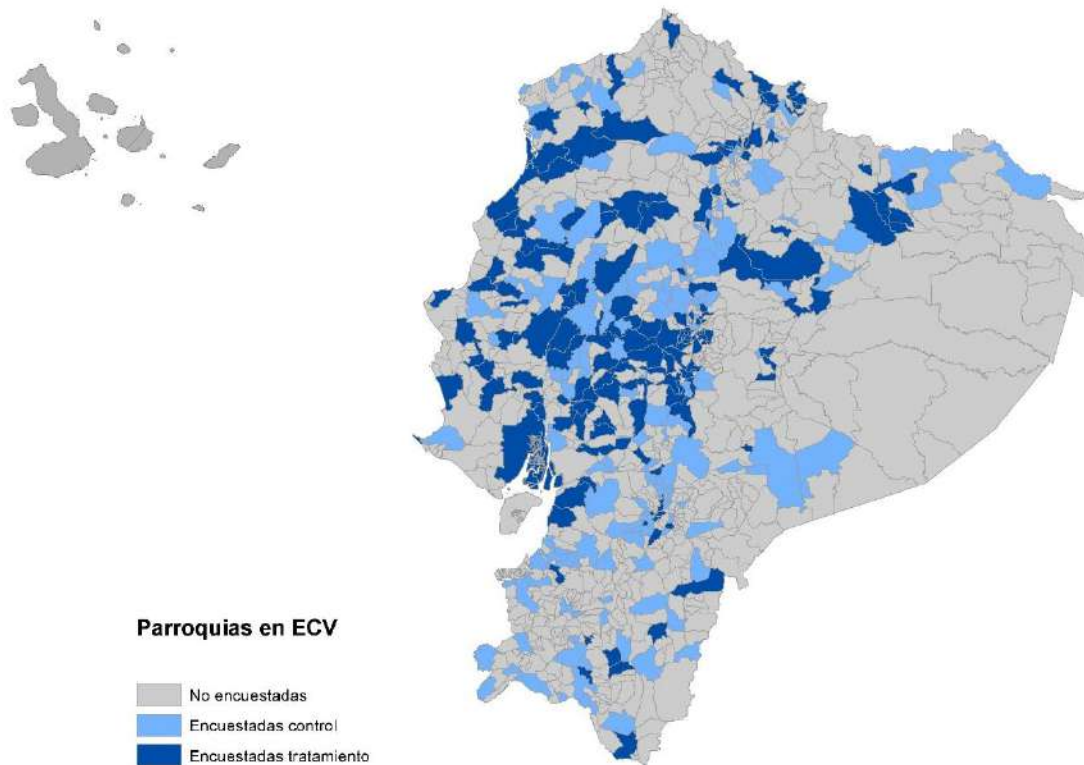 Parroquias en ECV
No encuestadas
Encuestadas control
Encuestadas tratamiento